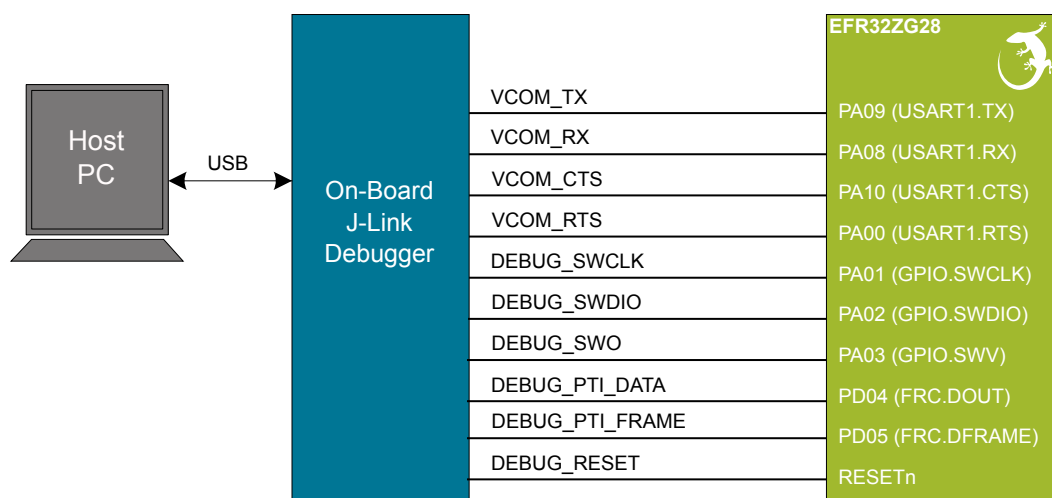 Host
PC
USB
On-Board
J-Link
Debugger
VCOM_TX
VCOM_RX
VCOM_CTS
VCOM_RTS
DEBUG_SWCLK
DEBUG_SWDIO
DEBUG_SWO
DEBUG_PTI_DATA
DEBUG_PTI_FRAME
DEBUG_RESET
EFR32ZG28
PA09 (USART1.TX)
PA08 (USART1.RX)
PA10 (USART1.CTS)
PA00 (USART1.RTS)
PA01 (GPIO.SWCLK)
PA02 (GPIO.SWDIO)
PA03 (GPIO.SWV)
PD04 (FRC.DOUT)
PD05 (FRC.DFRAME)
RESETn